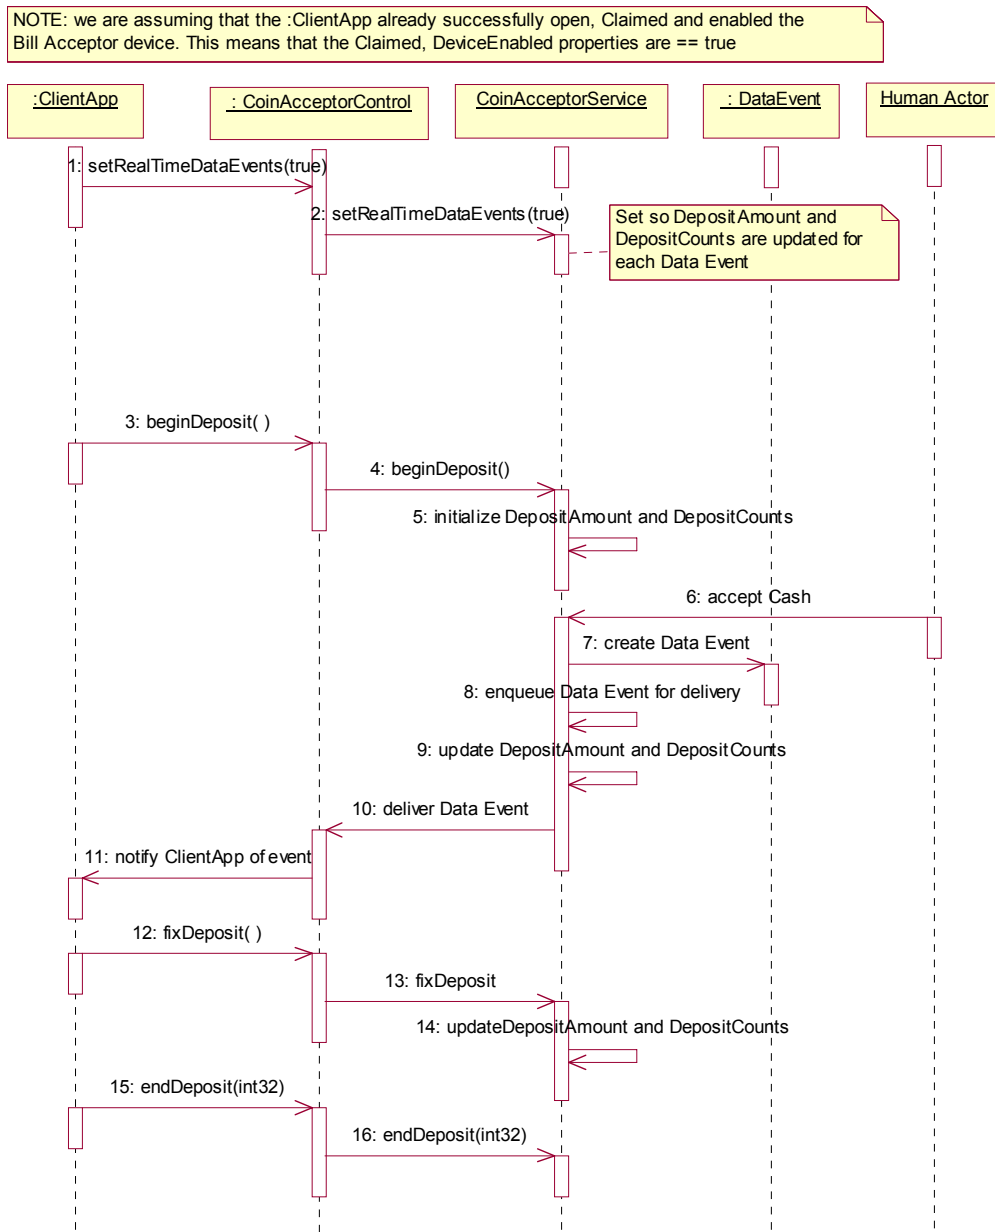 NOTE: we are assuming that the :ClientApp already successfully open, Claimed and enabled the
Bill Acceptor device. This means that the Claimed, DeviceEnabled properties are == true
:ClientApp
: CoinAcceptorControl
CoinAcceptorService
: DataEvent
Human Actor
1: setRealTimeDataEvents(true)
2: setRealTimeDataEvents(true)
Set so DepositAmount and
DepositCounts are updated for
each Data Event
3: beginDeposit( )
4: beginDeposit()
5: initialize DepositAmount and DepositCounts
6: accept Cash
7: create Data Event
8: enqueue Data Event for delivery
9: update DepositAmount and DepositCounts
10: deliver Data Event
11: notify ClientApp of event
12: fixDeposit( )
13: fixDeposit
14: updateDepositAmount and DepositCounts
15: endDeposit(int32)
16: endDeposit(int32)